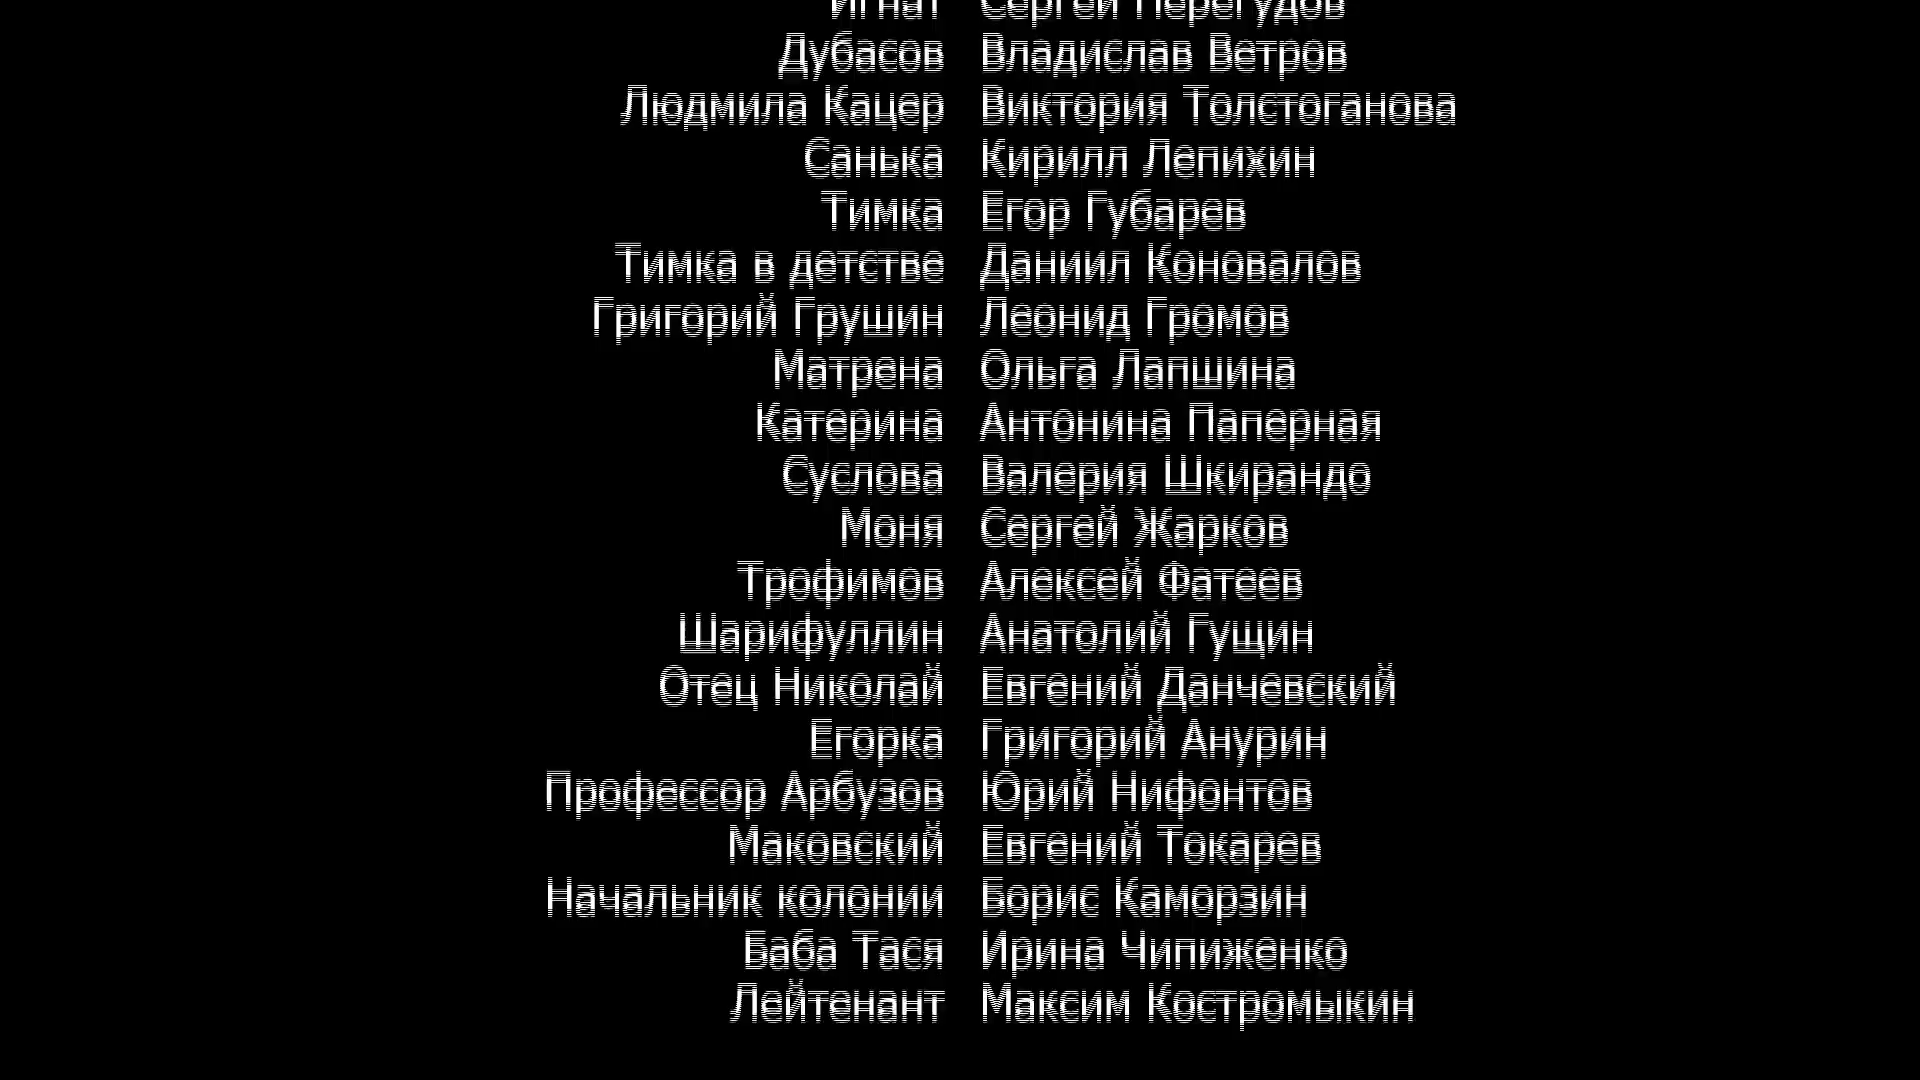 Игнат Сергей Перегудов
Дубасов Владислав Ветров
Людмила Кацер Виктория Толстоганова
Санька Кирилл Лепихин
Тимка Егор Губарев
Тимка в детстве Даниил Коновалов
Григорий Грушин Леонид Громов
Матрена Ольга Лапшина
Катерина Антонина Паперная
Суслова Валерия Шкирандо
Моня Сергей Жарков
Трофимов Алексей Фатеев
Шарифуллин Анатолий Гущин
Отец Николай Евгений Данчевский
Егорка Григорий Анурин
Профессор Арбузов Юрий Нифонтов
Маковский Евгений Токарев
Начальник колонии Борис Каморзин
Баба Тася Ирина Чипиженко
Лейтенант Максим Костромыкин